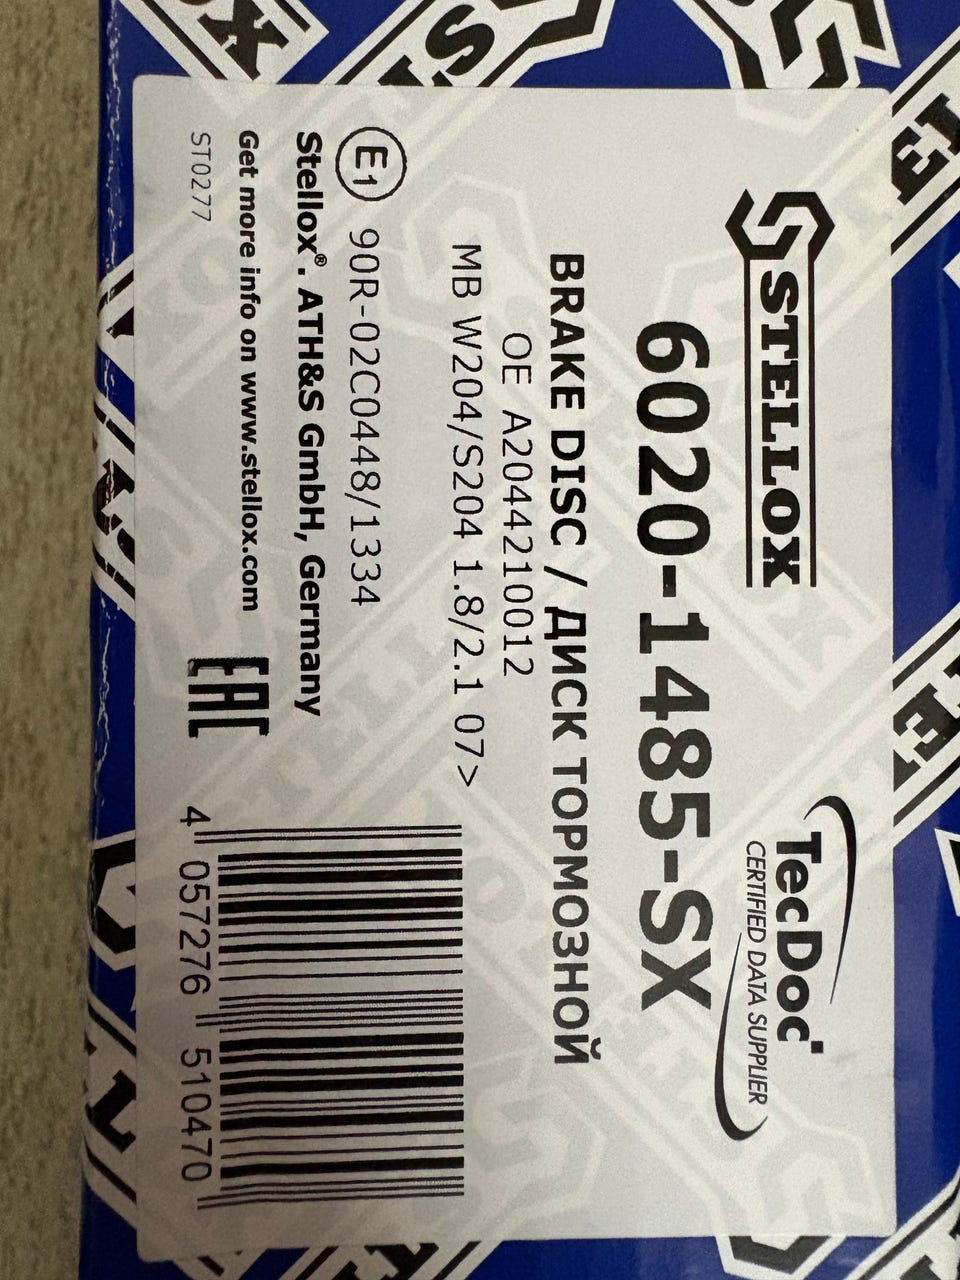 STELLOX
TecDoc
CERTIFIED DATA SUPPLIER
6020-1485-SX
BRAKE DISC / ДИСК ТОРМОЗНОЙ
OE A2044210012
MB W204/S204 1.8/2.1 07>
E1 90R-02C0448/1334
Stellox®. ATH&S GmbH, Germany
Get more info on www.stellox.com
EAC
ST0277
4 057276 510470